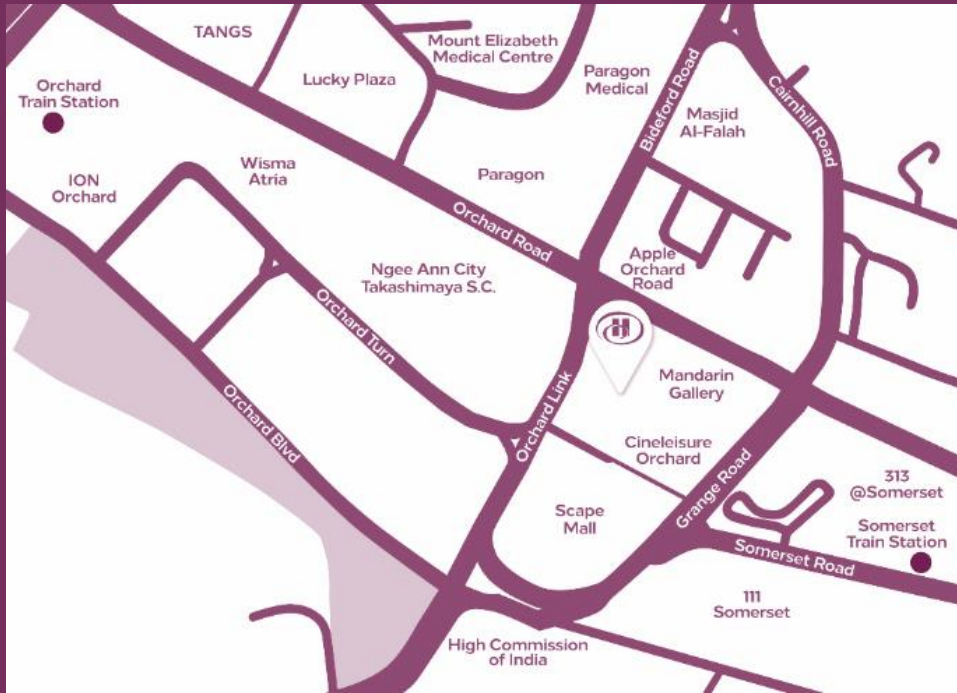 TANGS
Mount Elizabeth
Medical Centre
Lucky Plaza
Paragon
Medical
Orchard
Train Station
Bideford Road
Cairnhill Road
Masjid
Al-Falah
Wisma
Atria
ION
Orchard
Paragon
Orchard Road
Apple
Orchard
Road
Ngee Ann City
Takashimaya S.C.
Orchard Turn
H
Mandarin
Gallery
Orchard Link
Orchard Blvd
Cineleisure
Orchard
Grange Road
313
@Somerset
Scape
Mall
Somerset
Train Station
Somerset Road
111
Somerset
High Commission
of India